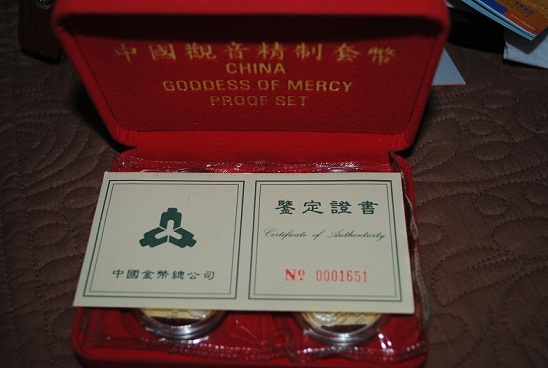 中國觀音精制套幣
CHINA
GODDESS OF MERCY
PROOF SET
中國金幣總公司
鑒定證書
Certificate of Authenticity
Nº 0001651